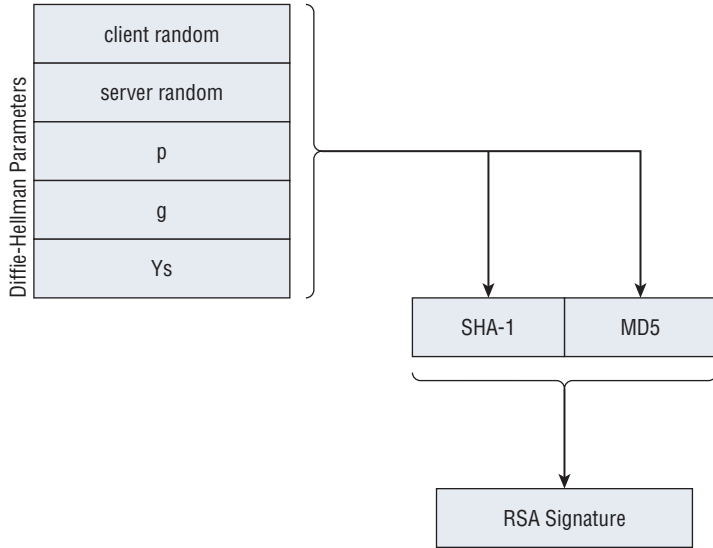 Diffie-Hellman Parameters
client random
server random
p
g
Ys
SHA-1
MD5
RSA Signature